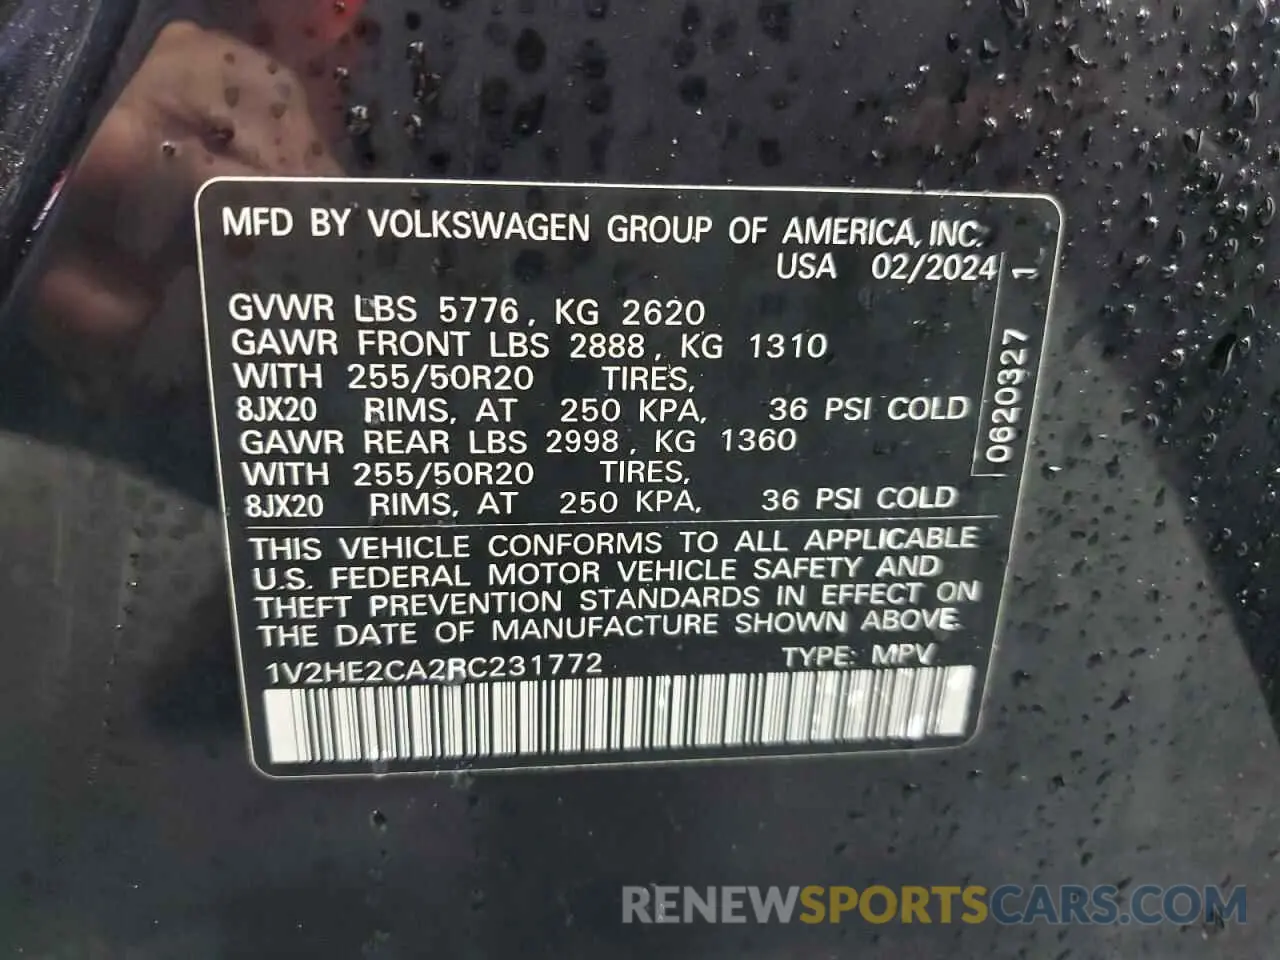 MFD BY VOLKSWAGEN GROUP OF AMERICA, INC.
USA 02/2024
GVWR LBS 5776, KG 2620
GAWR FRONT LBS 2888, KG 1310
WITH 255/50R20 TIRES,
8JX20 RIMS, AT 250 KPA, 36 PSI COLD
GAWR REAR LBS 2998, KG 1360
WITH 255/50R20 TIRES,
8JX20 RIMS, AT 250 KPA, 36 PSI COLD
0620327 1
THIS VEHICLE CONFORMS TO ALL APPLICABLE
U.S. FEDERAL MOTOR VEHICLE SAFETY AND
THEFT PREVENTION STANDARDS IN EFFECT ON
THE DATE OF MANUFACTURE SHOWN ABOVE.
1V2HE2CA2RC231772 TYPE: MPV
RENEWSPORTSCARS.COM